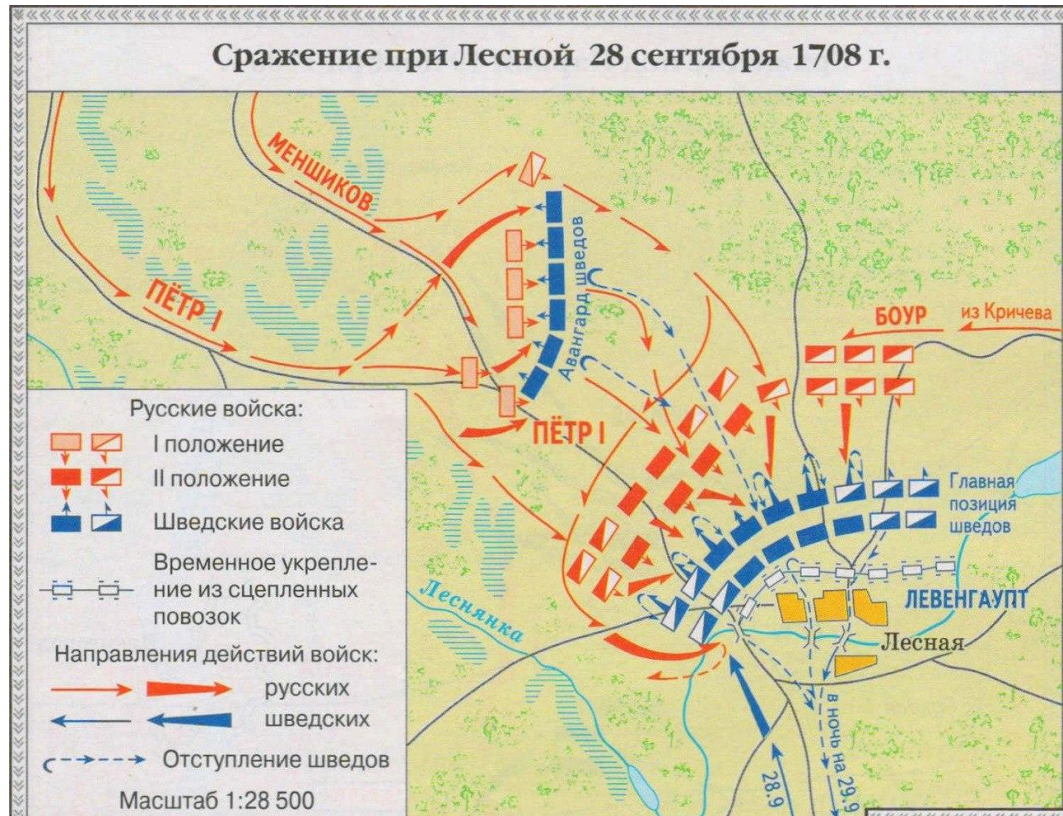 Сражение при Лесной 28 сентября 1708 г.
МЕНШИКОВ
ПЁТР I
Авангард шведов
БОУР
из Кричева
ПЁТР I
Главная
позиция
шведов
ЛЕВЕНГАУПТ
Лесная
Леснянка
28.9
в ночь на 29.9
Русские войска:
I положение
II положение
Шведские войска
Временное укрепле-
ние из сцепленных
повозок
Направления действий войск:
русских
шведских
Отступление шведов
Масштаб 1:28 500